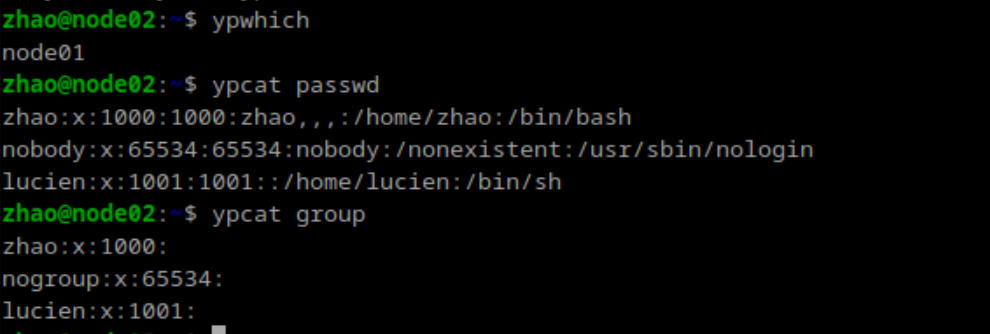 zhao@node02:~$ ypwhich
node01
zhao@node02:~$ ypcat passwd
zhao:x:1000:1000:zhao,,,:/home/zhao:/bin/bash
nobody:x:65534:65534:nobody:/nonexistent:/usr/sbin/nologin
lucien:x:1001:1001::/home/lucien:/bin/sh
zhao@node02:~$ ypcat group
zhao:x:1000:
nogroup:x:65534:
lucien:x:1001: